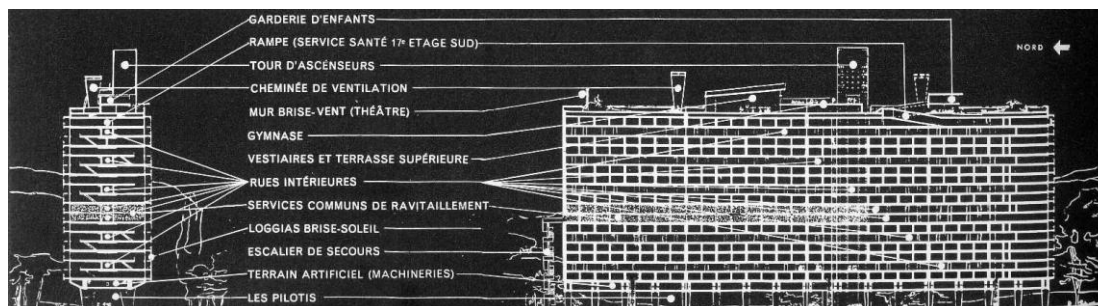 GARDERIE D'ENFANTS
RAMPE (SERVICE SANTÉ 17e ETAGE SUD)
NORD
TOUR D'ASCENSEURS
CHEMINÉE DE VENTILATION
MUR BRISE-VENT (THÉÂTRE)
GYMNASE
VESTIAIRES ET TERRASSE SUPÉRIEURE
RUES INTÉRIEURES
SERVICES COMMUNS DE RAVITAILLEMENT
LOGGIAS BRISE-SOLEIL
ESCALIER DE SECOURS
TERRAIN ARTIFICIEL (MACHINERIES)
LES PILOTIS